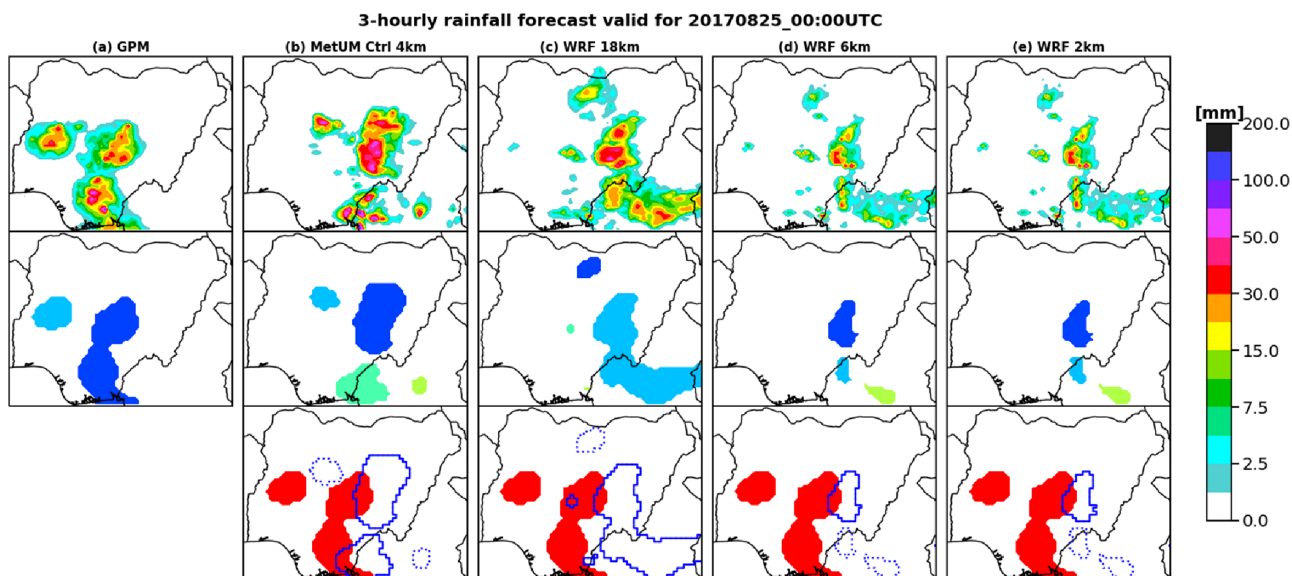 3-hourly rainfall forecast valid for 20170825_00:00UTC
(a) GPM
(b) MetUM Ctrl 4km
(c) WRF 18km
(d) WRF 6km
(e) WRF 2km
[mm]
200.0
100.0
50.0
30.0
15.0
7.5
2.5
0.0